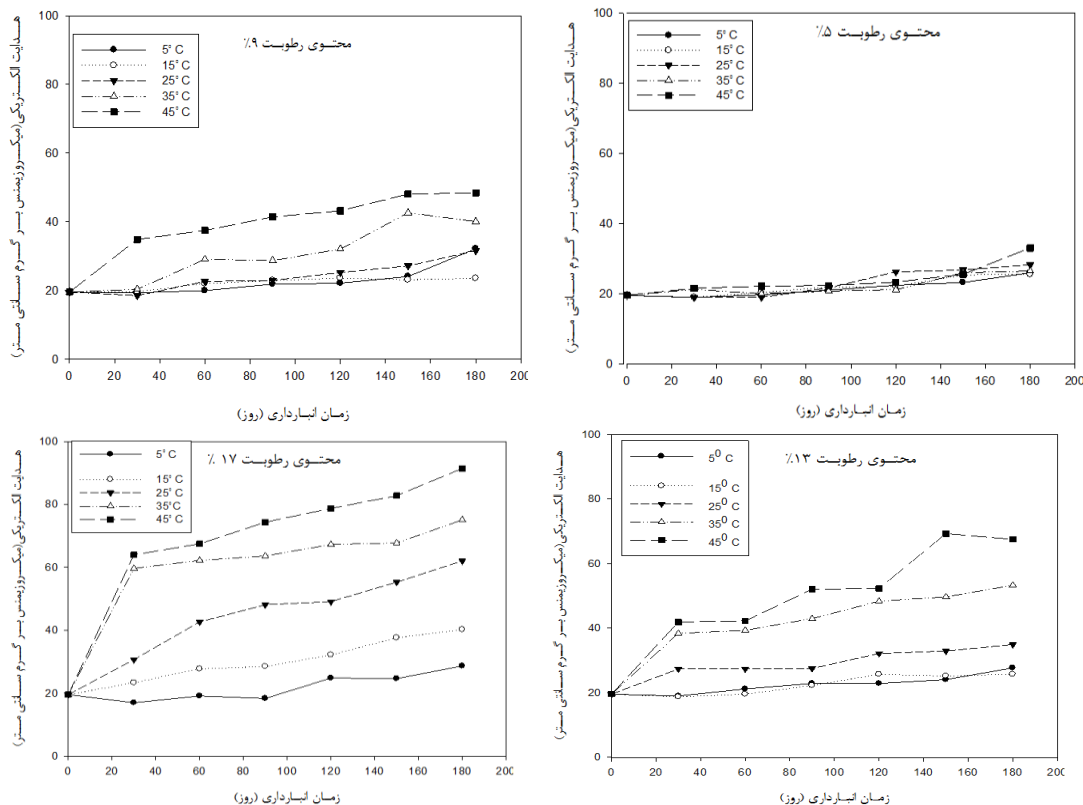 محتوی رطوبت ۹٪
5° C
15° C
25° C
35° C
45° C
هدایت الکتریکی(میکروزیمنس بر گرم سانتی متر)
100
80
60
40
20
0
0 20 40 60 80 100 120 140 160 180 200
زمان انبارداری (روز)
محتوی رطوبت ۵٪
5° C
15° C
25° C
35° C
45° C
هدایت الکتریکی(میکروزیمنس بر گرم سانتی متر)
100
80
60
40
20
0
0 20 40 60 80 100 120 140 160 180 200
زمان انبارداری (روز)
محتوی رطوبت ۱۷ ٪
5° C
15° C
25° C
35°C
45° C
هدایت الکتریکی(میکروزیمنس بر گرم سانتی متر)
100
80
60
40
20
0
0 20 40 60 80 100 120 140 160 180 200
زمان انبارداری (روز)
محتوی رطوبت ۱۳٪
5⁰ C
15⁰ C
25⁰ C
35⁰ C
45⁰ C
هدایت الکتریکی(میکروزیمنس بر گرم سانتی متر)
100
80
60
40
20
0
0 20 40 60 80 100 120 140 160 180 200
زمان انبارداری (روز)